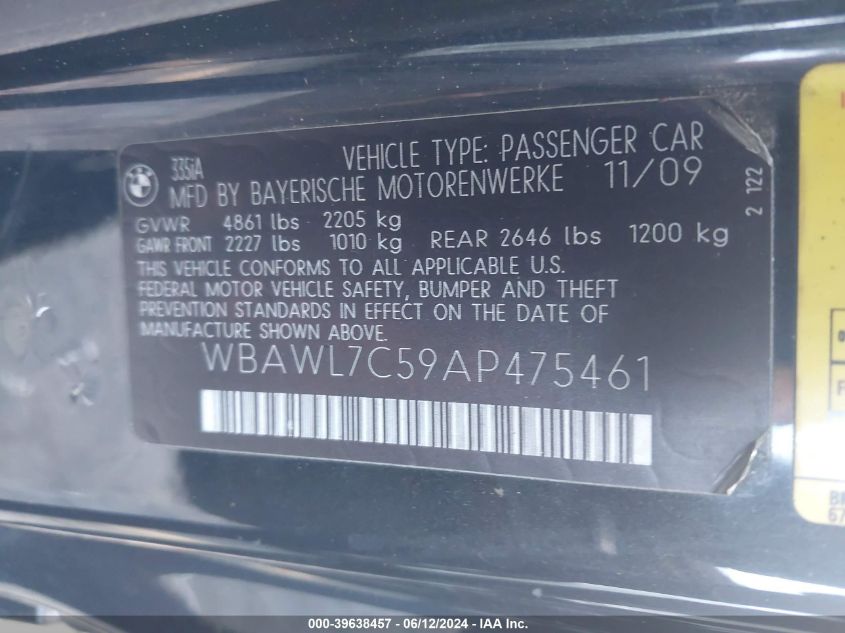 335iA
VEHICLE TYPE: PASSENGER CAR
MFD BY BAYERISCHE MOTORENWERKE 11/09
GVWR 4861 lbs 2205 kg
GAWR FRONT 2227 lbs 1010 kg REAR 2646 lbs 1200 kg
THIS VEHICLE CONFORMS TO ALL APPLICABLE U.S.
FEDERAL MOTOR VEHICLE SAFETY, BUMPER AND THEFT
PREVENTION STANDARDS IN EFFECT ON THE DATE OF
MANUFACTURE SHOWN ABOVE.
WBAWL7C59AP475461
2 122
000-39638457 - 06/12/2024 - IAAI.com